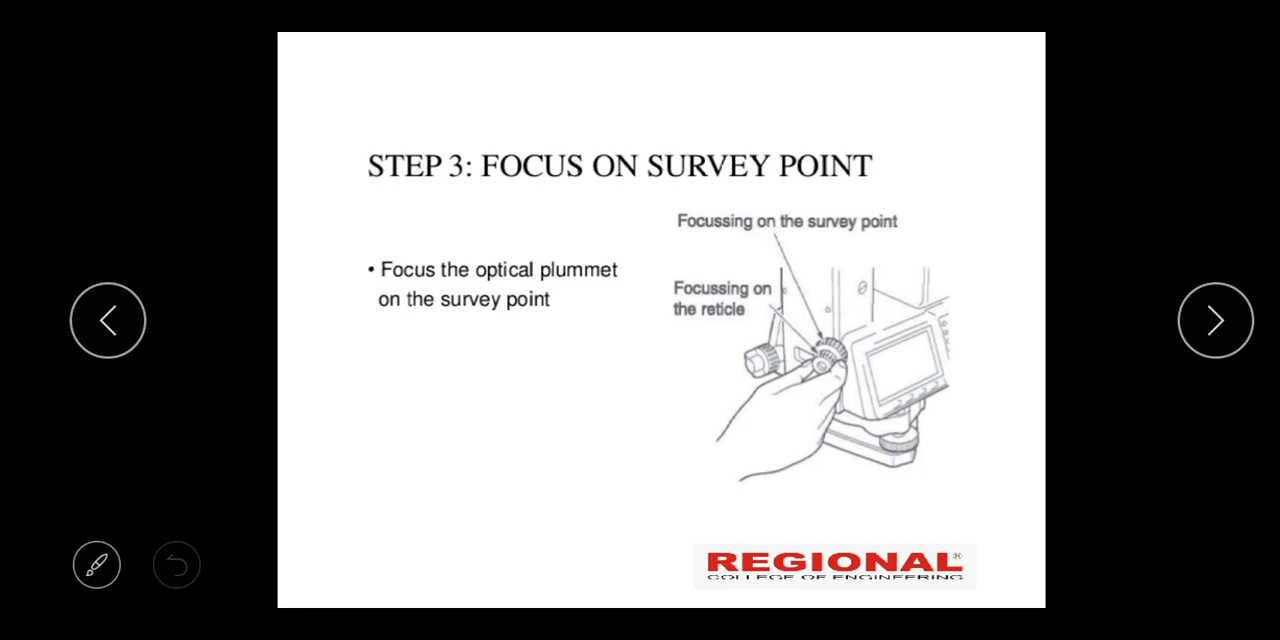 STEP 3: FOCUS ON SURVEY POINT
Focussing on the survey point
• Focus the optical plummet
on the survey point
Focussing on
the reticle
REGIONAL®
COLLEGE OF ENGINEERING